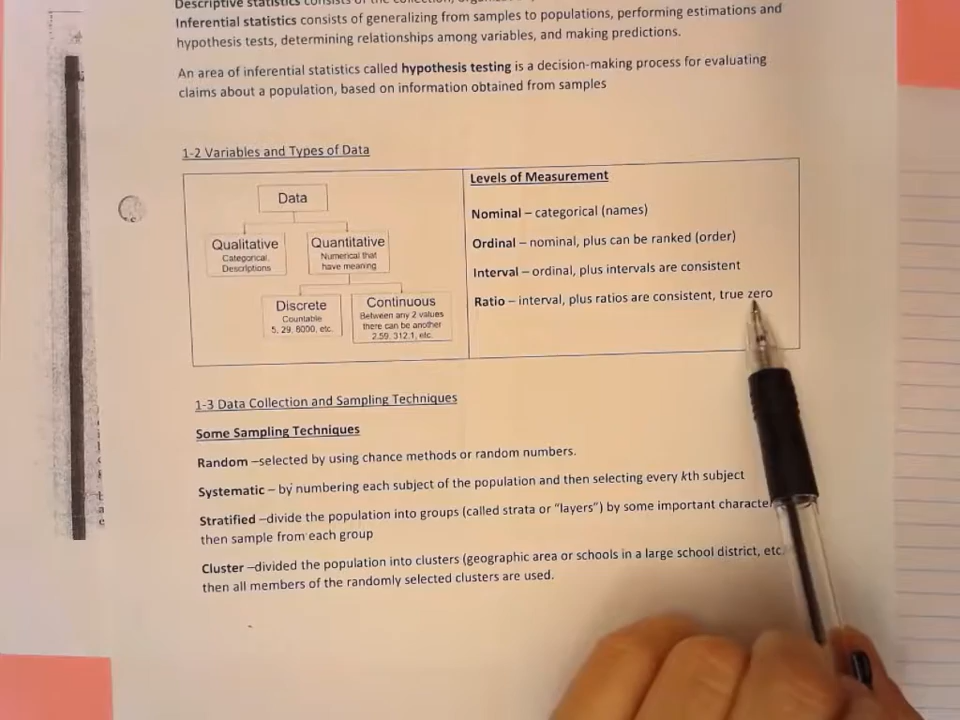 Descriptive statistics consists of the collection,
Inferential statistics consists of generalizing from samples to populations, performing estimations and
hypothesis tests, determining relationships among variables, and making predictions.
An area of inferential statistics called hypothesis testing is a decision-making process for evaluating
claims about a population, based on information obtained from samples
1-2 Variables and Types of Data
Data
Qualitative
Categorical
Descriptions
Quantitative
Numerical that
have meaning
Discrete
Countable
5, 29, 8000, etc.
Continuous
Between any 2 values
there can be another
2.59, 312.1, etc.
Levels of Measurement
Nominal – categorical (names)
Ordinal – nominal, plus can be ranked (order)
Interval – ordinal, plus intervals are consistent
Ratio – interval, plus ratios are consistent, true zero
1-3 Data Collection and Sampling Techniques
Some Sampling Techniques
Random –selected by using chance methods or random numbers.
Systematic – by numbering each subject of the population and then selecting every kth subject
Stratified –divide the population into groups (called strata or “layers”) by some important
then sample from each group
Cluster –divided the population into clusters (geographic area or schools in a large school district, etc.
then all members of the randomly selected clusters are used.